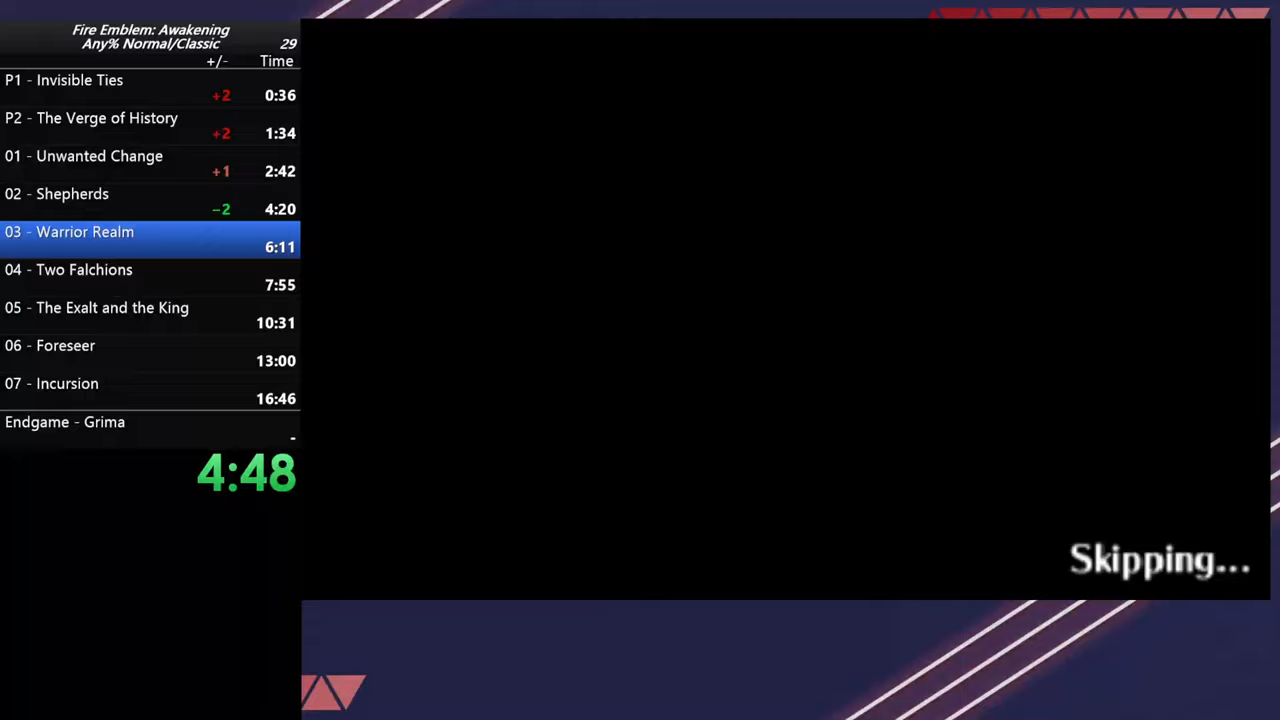 Fire Emblem: Awakening
Any% Normal/Classic 29
+/- Time
P1 - Invisible Ties
+2 0:36
P2 - The Verge of History
+2 1:34
01 - Unwanted Change
+1 2:42
02 - Shepherds
−2 4:20
03 - Warrior Realm
6:11
04 - Two Falchions
7:55
05 - The Exalt and the King
10:31
06 - Foreseer
13:00
07 - Incursion
16:46
Endgame - Grima
-
4:48
Skipping...